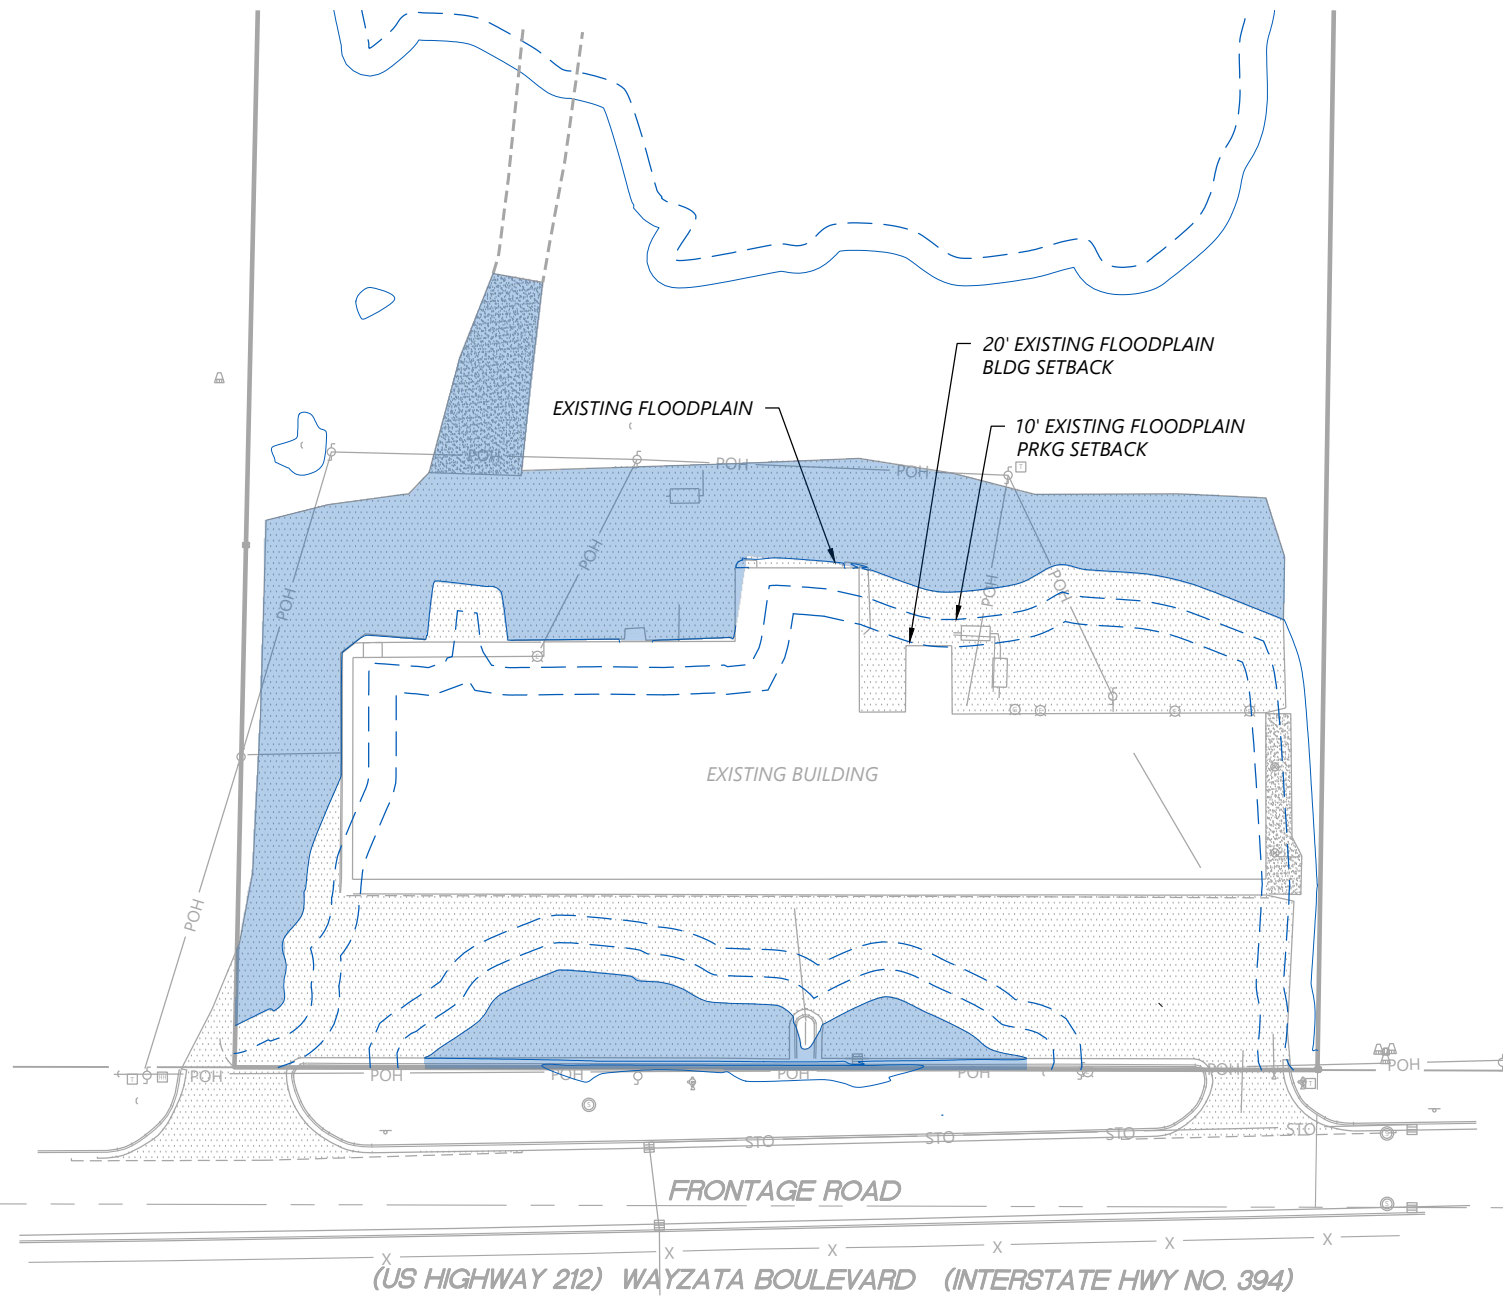 20' EXISTING FLOODPLAIN
BLDG SETBACK
EXISTING FLOODPLAIN
10' EXISTING FLOODPLAIN
PRKG SETBACK
POH
POH
POH
T
POH
POH
POH
POH
EXISTING BUILDING
POH
POH
POH
POH
POH
POH
POH
POH
T
T
S
STO
STO
STO
STO
S
FRONTAGE ROAD
S
X
X
X
X
X
X
(US HIGHWAY 212) WAYZATA BOULEVARD (INTERSTATE HWY NO. 394)